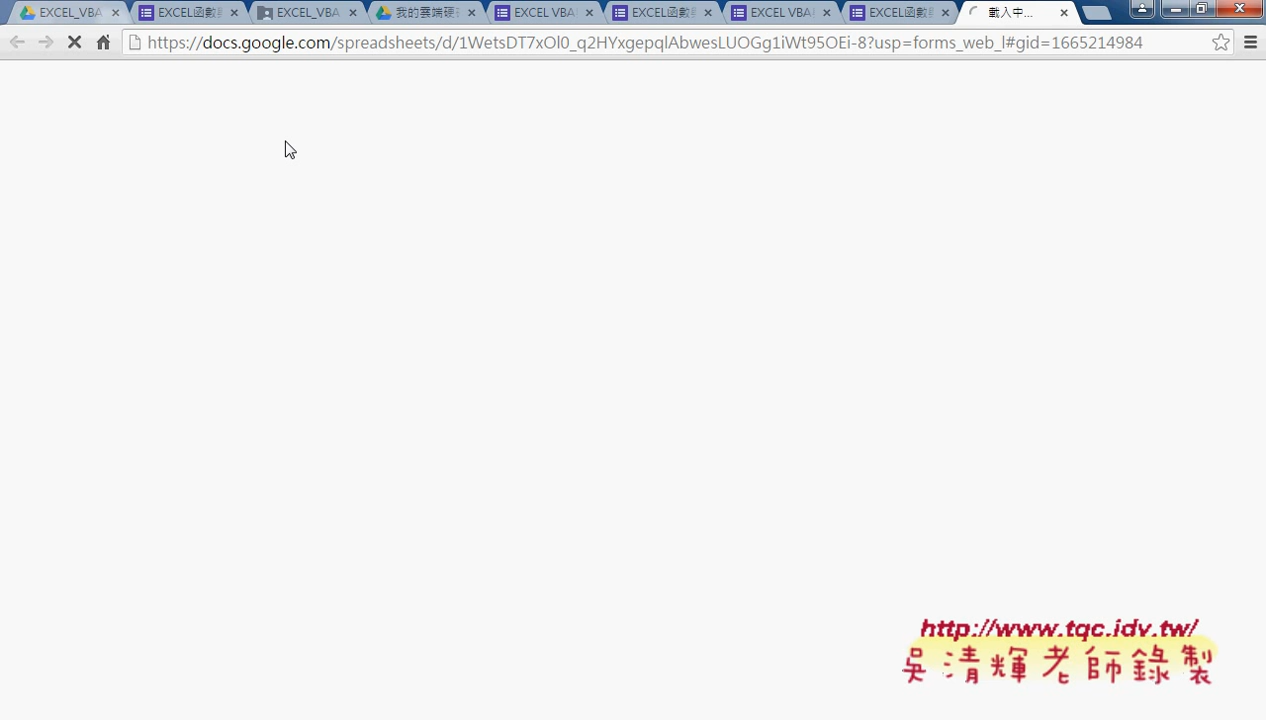 EXCEL_VBA
EXCEL函數
EXCEL_VBA
我的雲端硬
EXCEL VBA
EXCEL函數
EXCEL VBA
EXCEL函數
載入中...
https://docs.google.com/spreadsheets/d/1WetsDT7xOl0_q2HYxgepqlAbwesLUOGg1iWt95OEi-8?usp=forms_web_l#gid=1665214984
http://www.tqc.idv.tw/
吳清輝老師錄製